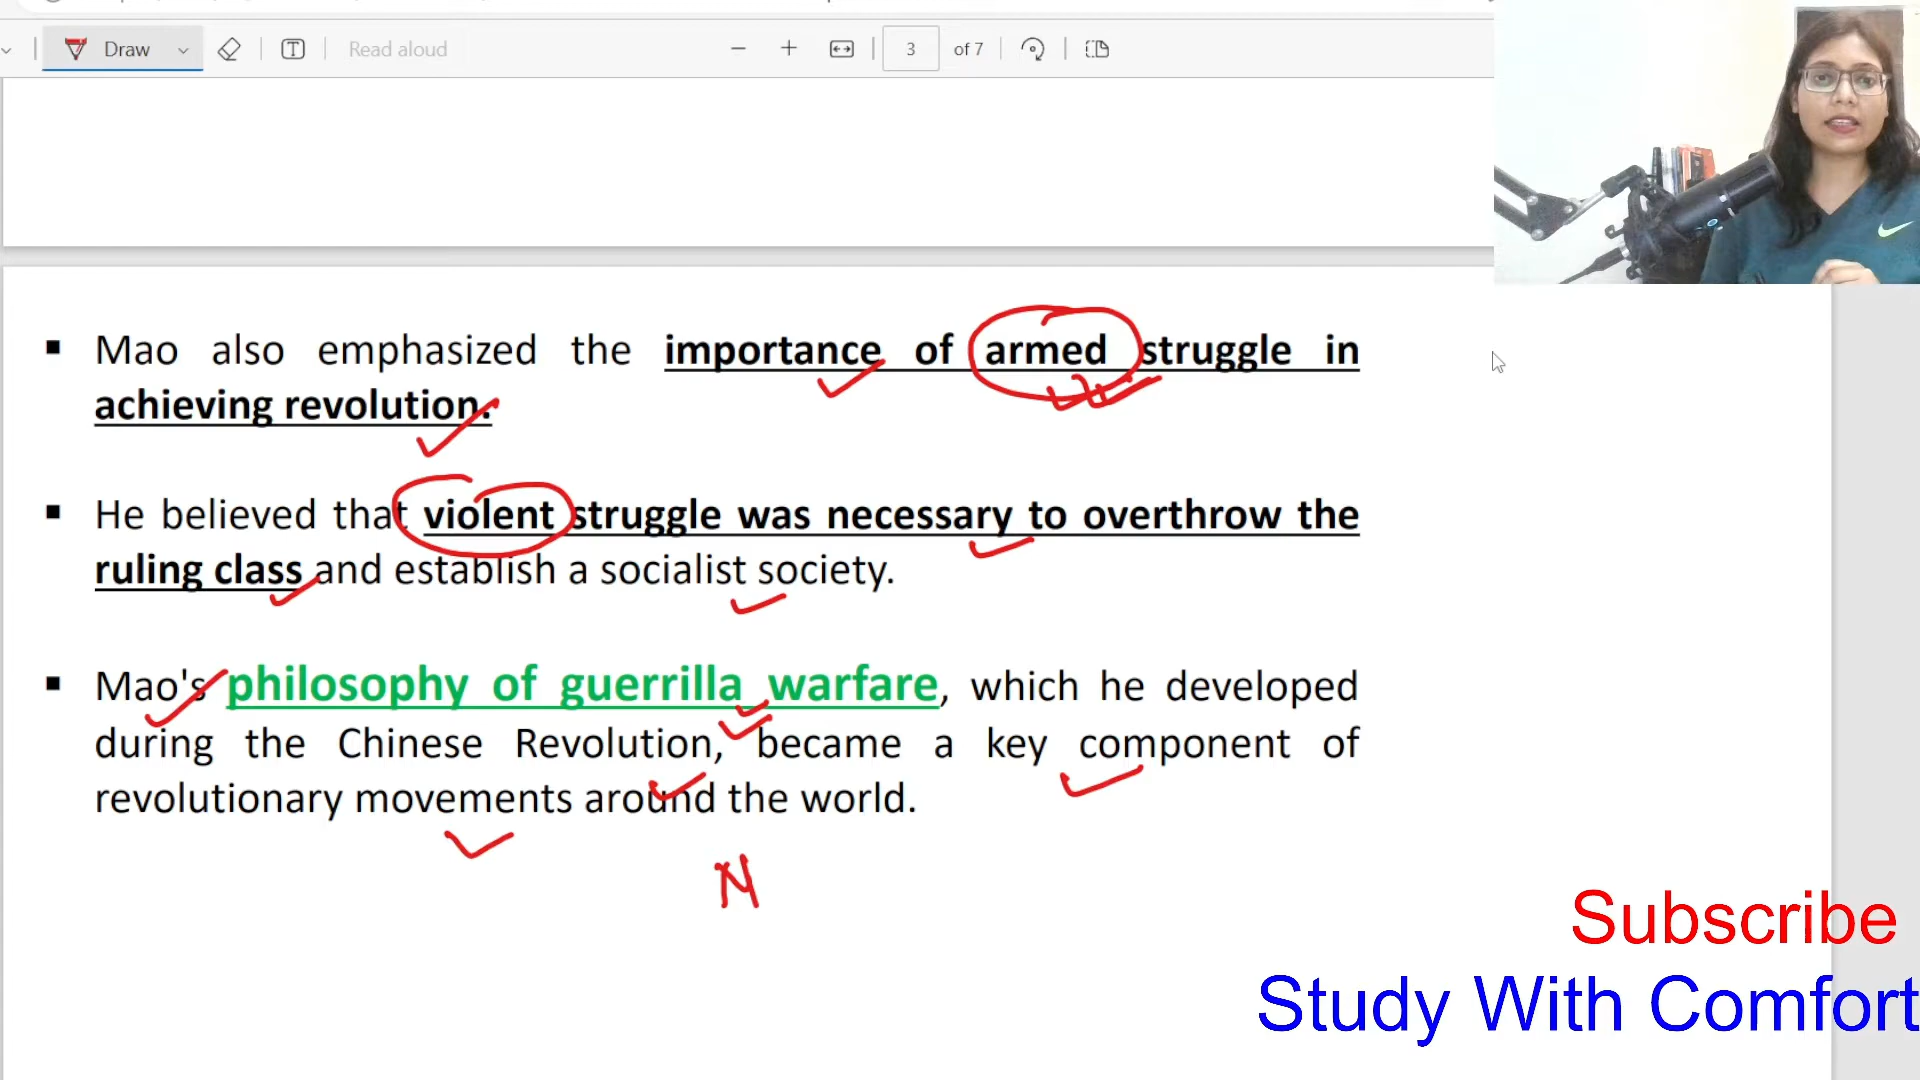 Draw
Read aloud
3 of 7
▪ Mao also emphasized the importance of armed struggle in
achieving revolution.
▪ He believed that violent struggle was necessary to overthrow the
ruling class and establish a socialist society.
▪ Mao's philosophy of guerrilla warfare, which he developed
during the Chinese Revolution, became a key component of
revolutionary movements around the world.
N
Subscribe
Study With Comfort